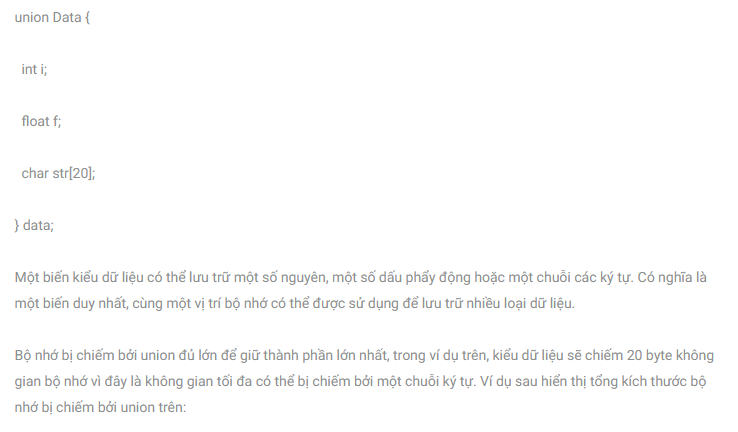 union Data {
int i;
float f;
char str[20];
} data;
Một biến kiểu dữ liệu có thể lưu trữ một số nguyên, một số dấu phẩy động hoặc một chuỗi các ký tự. Có nghĩa là
một biến duy nhất, cùng một vị trí bộ nhớ có thể được sử dụng để lưu trữ nhiều loại dữ liệu.
Bộ nhớ bị chiếm bởi union đủ lớn để giữ thành phần lớn nhất, trong ví dụ trên, kiểu dữ liệu sẽ chiếm 20 byte không
gian bộ nhớ vì đây là không gian tối đa có thể bị chiếm bởi một chuỗi ký tự. Ví dụ sau hiển thị tổng kích thước bộ
nhớ bị chiếm bởi union trên: